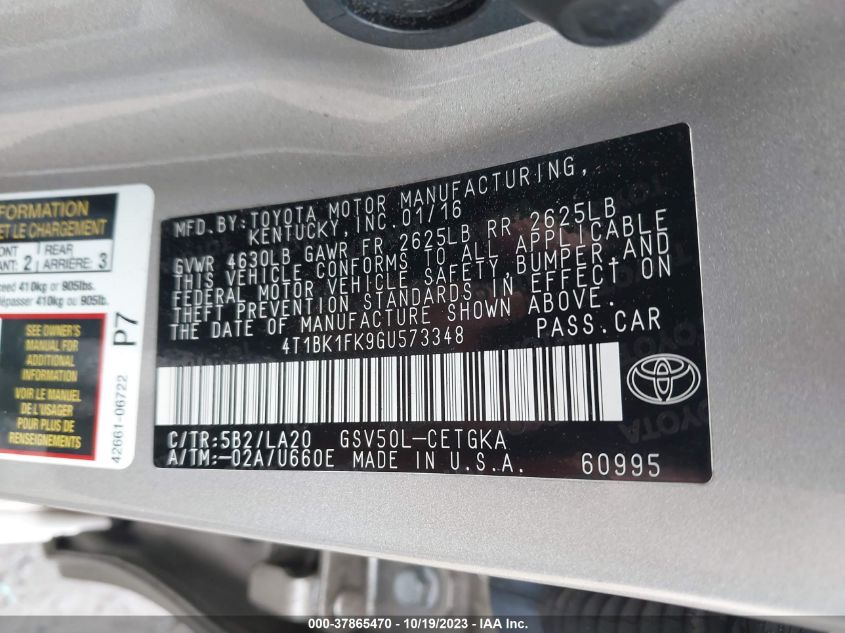 FORMATION
ET LE CHARGEMENT
2 REAR
ARRIÈRE: 3
410kg or 905lbs.
410kg ou 905lb.
SEE OWNER'S
MANUAL FOR
ADDITIONAL
INFORMATION
VOIR LE MANUEL
DE L'USAGER
POUR PLUS DE
RENSEIGNEMENTS
P7
42661-06722
MFD. BY: TOYOTA MOTOR MANUFACTURING,
KENTUCKY, INC. 01/16
GVWR 4630LB GAWR FR 2625LB RR 2625LB
THIS VEHICLE CONFORMS TO ALL APPLICABLE
FEDERAL MOTOR VEHICLE SAFETY, BUMPER, AND
THEFT PREVENTION STANDARDS IN EFFECT ON
THE DATE OF MANUFACTURE SHOWN ABOVE.
4T1BK1FK9GU573348 PASS.CAR
C/TR:5B2/LA20 GSV50L-CETGKA
A/TM:-02A/U660E MADE IN U.S.A. 60995
TOYOTA
000-37865470 - 10/19/2023 - IAA Inc.